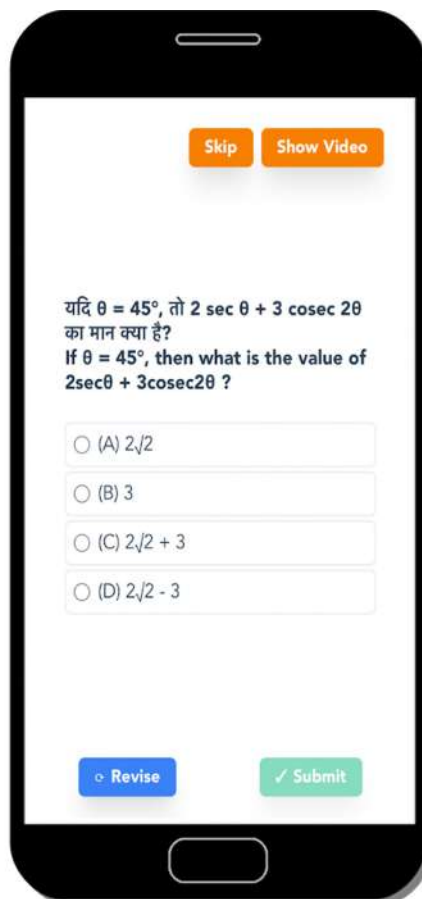 Skip
Show Video
यदि θ = 45°, तो 2 sec θ + 3 cosec 2θ
का मान क्या है?
If θ = 45°, then what is the value of
2secθ + 3cosec2θ ?
(A) 2√2
(B) 3
(C) 2√2 + 3
(D) 2√2 - 3
⟳ Revise
✓ Submit